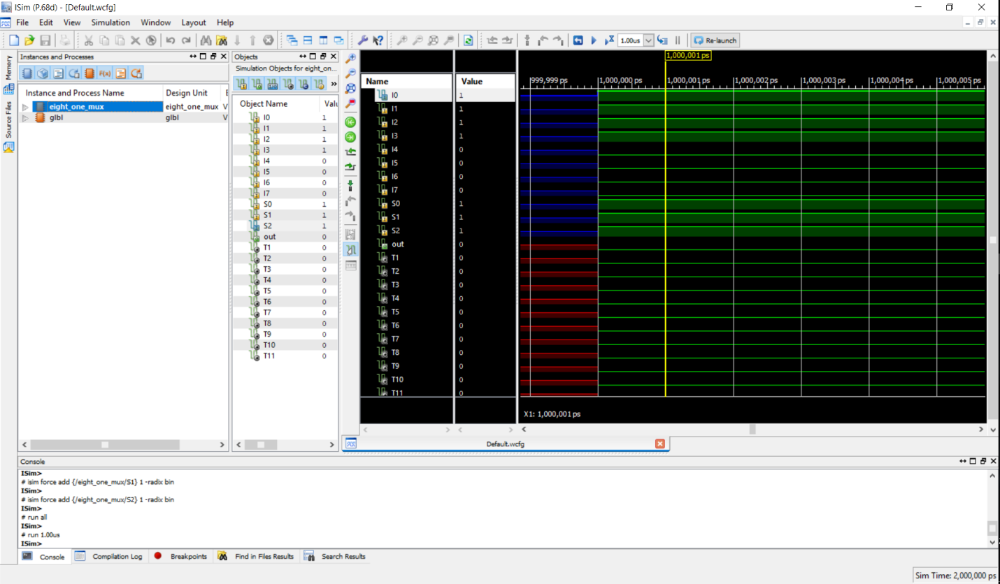 ISim (P.68d) - [Default.wcfg]
File Edit View Simulation Window Layout Help
1.00us Re-launch
Memory
Source Files
Instances and Processes
F(x)
Instance and Process Name Design Unit
eight_one_mux eight_one_mux V
glbl glbl V
Objects
Simulation Objects for eight_on...
»
Object Name Valu
I0 1
I1 1
I2 1
I3 1
I4 0
I5 0
I6 0
I7 0
S0 1
S1 1
S2 1
out 0
T1 0
T2 0
T3 0
T4 0
T5 0
T6 0
T7 0
T8 0
T9 0
T10 0
T11 0
Name Value
I0 1
I1 1
I2 1
I3 1
I4 0
I5 0
I6 0
I7 0
S0 1
S1 1
S2 1
out 0
T1 0
T2 0
T3 0
T4 0
T5 0
T6 0
T7 0
T8 0
T9 0
T10 0
T11 0
1,000,001 ps
999,999 ps 1,000,000 ps 1,000,001 ps 1,000,002 ps 1,000,003 ps 1,000,004 ps 1,000,005 ps
X1: 1,000,001 ps
Default.wcfg
Console
ISim>
# isim force add {/eight_one_mux/S1} 1 -radix bin
ISim>
# isim force add {/eight_one_mux/S2} 1 -radix bin
ISim>
# run all
ISim>
# run 1.00us
ISim>
Console Compilation Log Breakpoints Find in Files Results Search Results
Sim Time: 2,000,000 ps